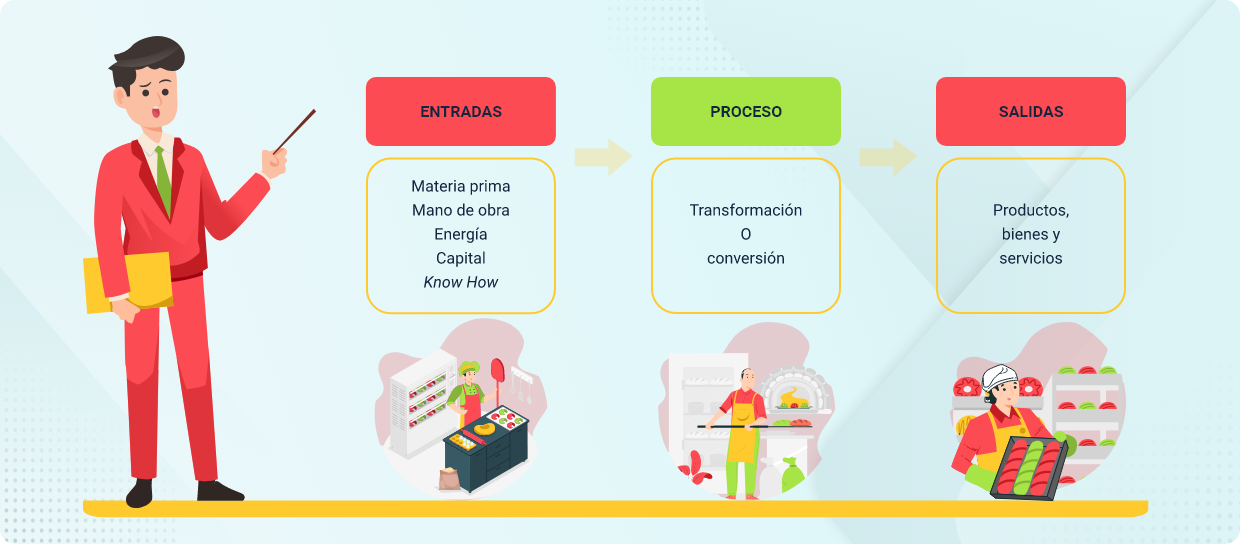 ENTRADAS
Materia prima
Mano de obra
Energía
Capital
Know How
PROCESO
Transformación
O
conversión
SALIDAS
Productos,
bienes y
servicios